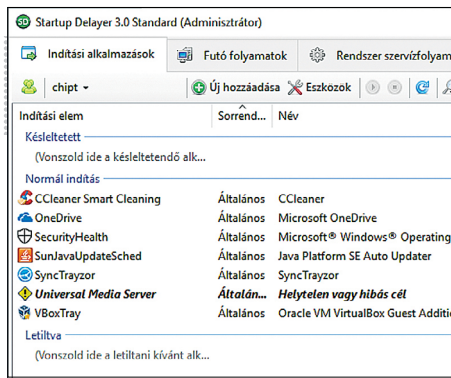 Startup Delayer 3.0 Standard (Adminisztrátor)
Indítási alkalmazások Futó folyamatok Rendszer szervízfolyam
chipt Új hozzáadása Eszközök
Indítási elem Sorrend... Név
Késleltetett
(Vonszold ide a késleltetendő alk...
Normál indítás
CCleaner Smart Cleaning Általános CCleaner
OneDrive Általános Microsoft OneDrive
SecurityHealth Általános Microsoft® Windows® Operating
SunJavaUpdateSched Általános Java Platform SE Auto Updater
SyncTrayzor Általános SyncTrayzor
Universal Media Server Általán... Helytelen vagy hibás cél
VBoxTray Általános Oracle VM VirtualBox Guest Additi
Letiltva
(Vonszold ide a letiltani kívánt alk...